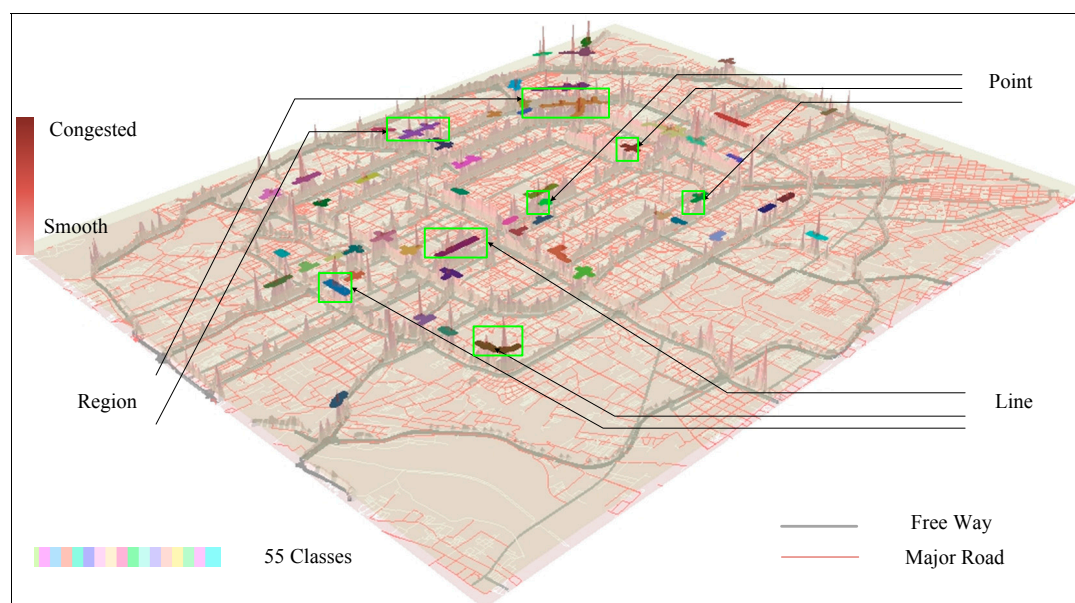 Point
Congested
Smooth
Region
Line
Free Way
55 Classes
Major Road